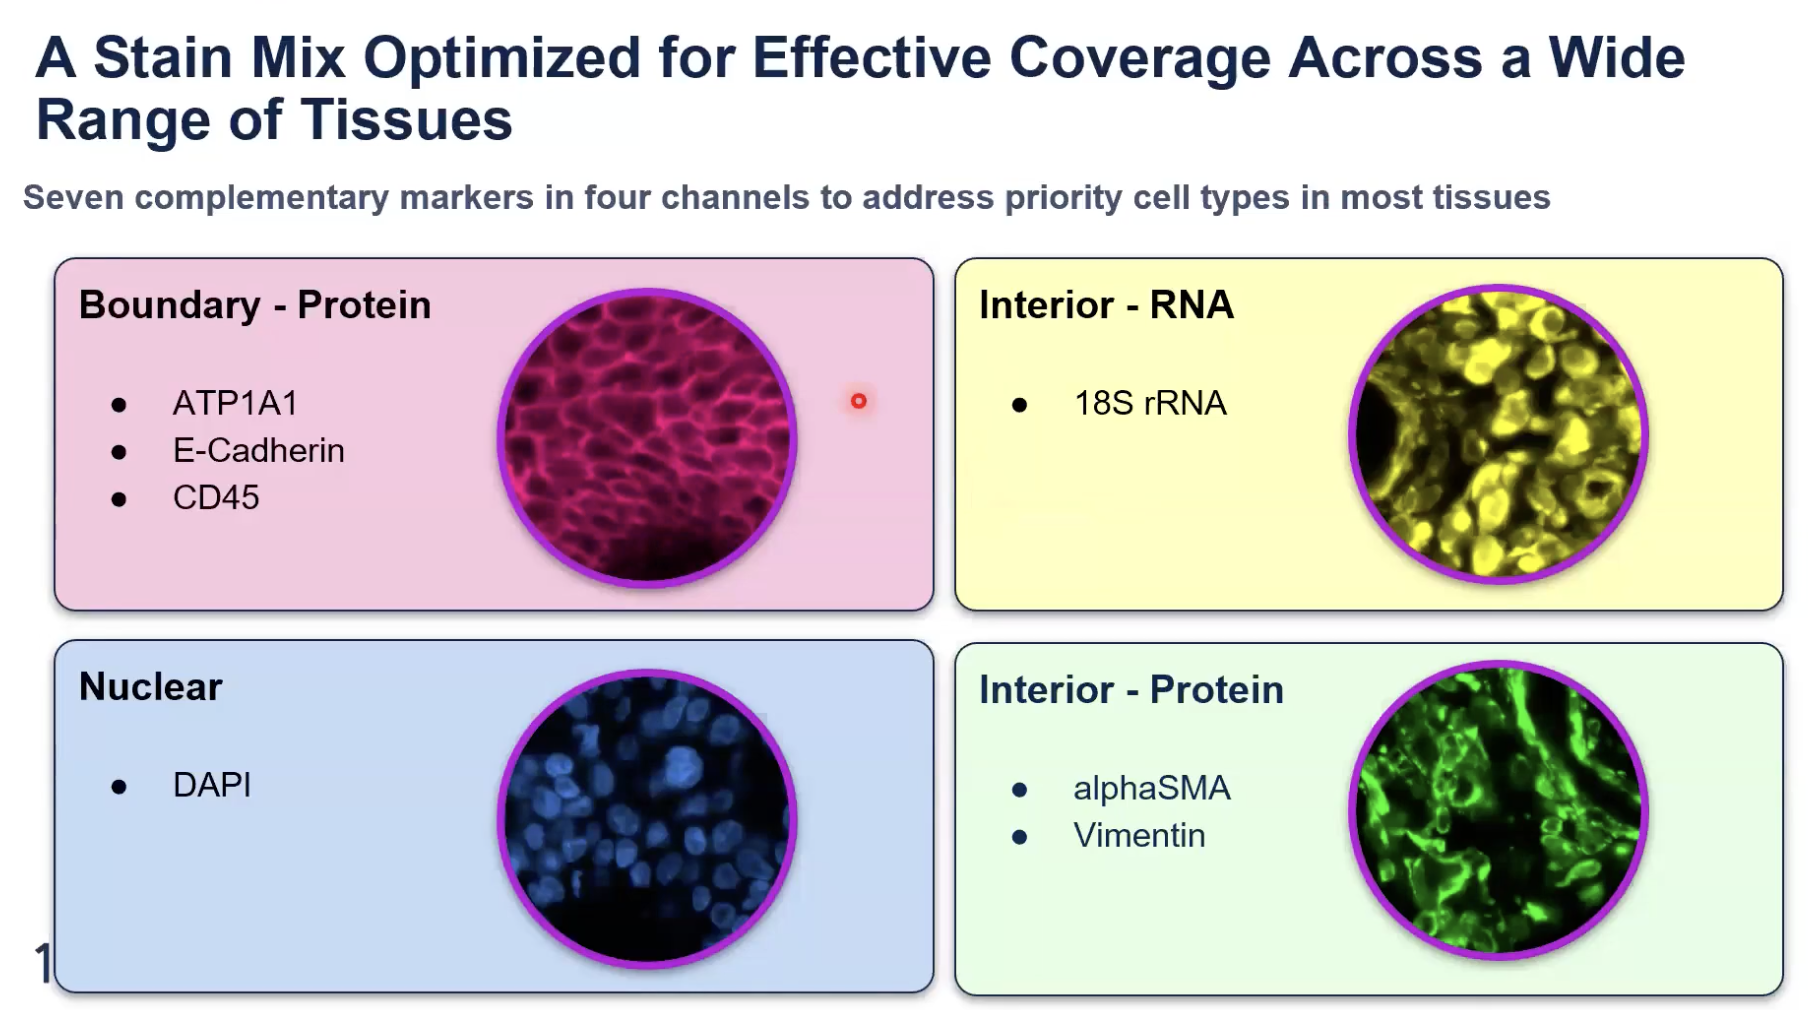 A Stain Mix Optimized for Effective Coverage Across a Wide
Range of Tissues
Seven complementary markers in four channels to address priority cell types in most tissues
Boundary - Protein
● ATP1A1
● E-Cadherin
● CD45
Interior - RNA
● 18S rRNA
Nuclear
● DAPI
Interior - Protein
● alphaSMA
● Vimentin
1